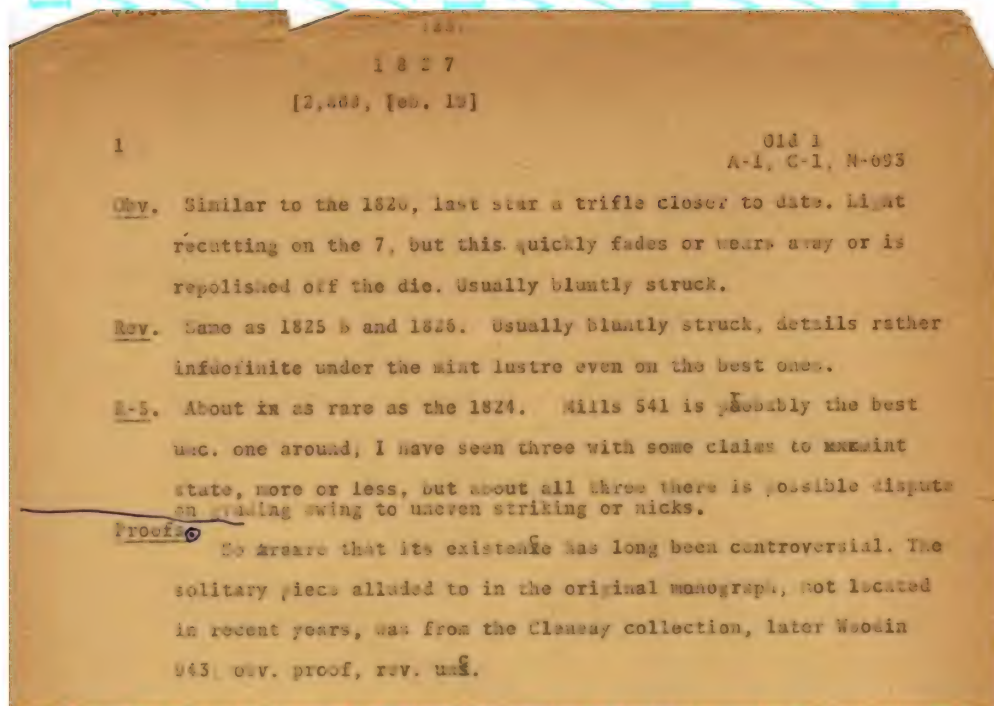 1 8 2 7
1
Old 1
A-1, C-1, N-693
Obv. Similar to the 1826, last star a trifle closer to date. Light
recutting on the 7, but this quickly fades or wears away or is
repolished off the die. Usually bluntly struck.
Rev. Same as 1825 b and 1826. Usually bluntly struck, details rather
infdefinite under the mint lustre even on the best ones.
R-5. About as rare as the 1824. Mills 541 is probably the best
unc. one around, I have seen three with some claims to mint
state, more or less, but about all three there is possible dispute
on grading owing to uneven striking or nicks.
Proofs.
So rare that its existence has long been controversial. The
solitary piece alluded to in the original monograph, not located
in recent years, was from the Cleneay collection, later Woodin
943, obv. proof, rev. unc.